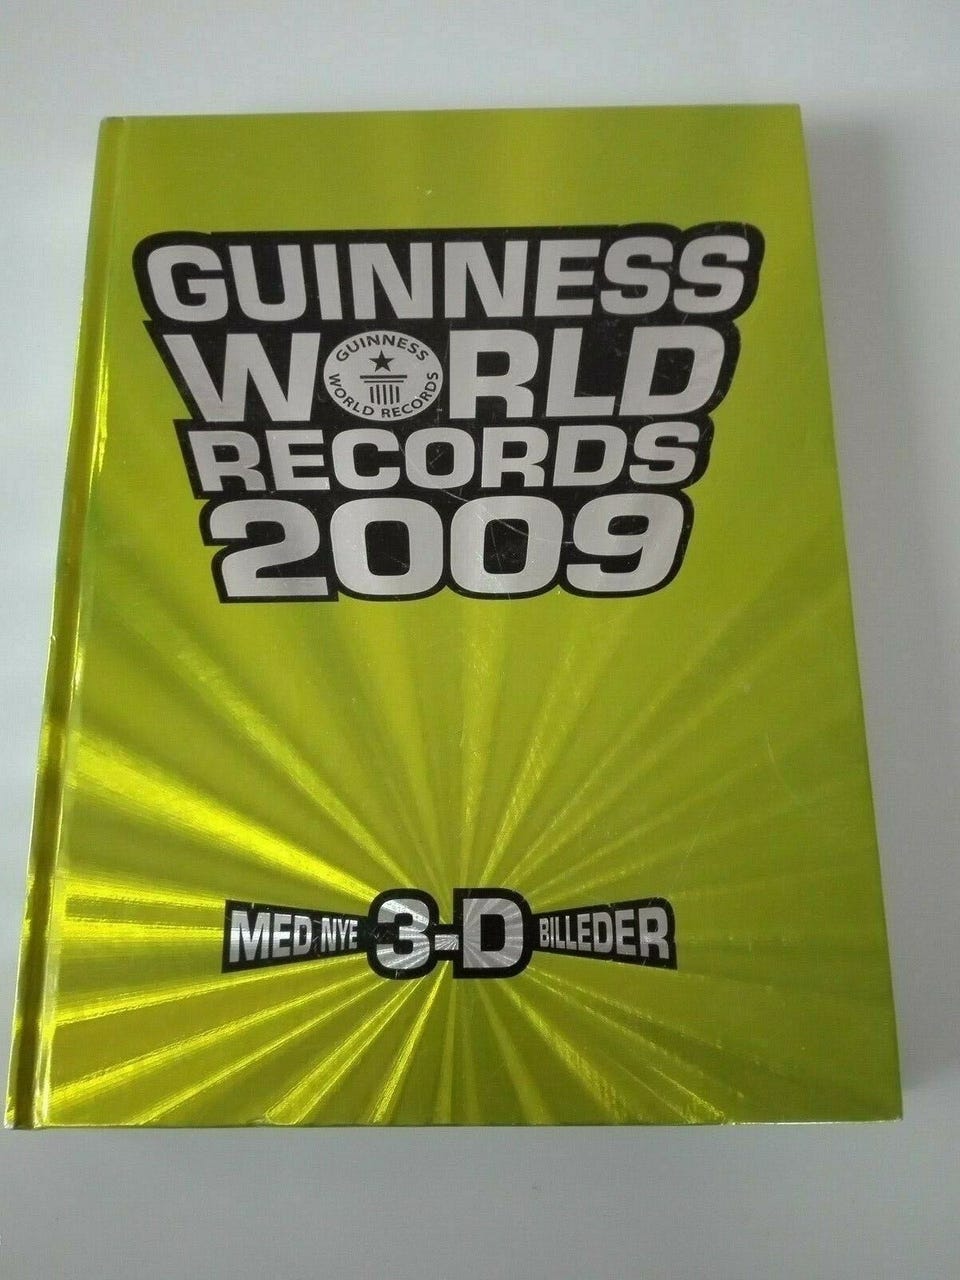 GUINNESS
WORLD
GUINNESS
WORLD RECORDS
RECORDS
2009
MED NYE 3-D BILLEDER